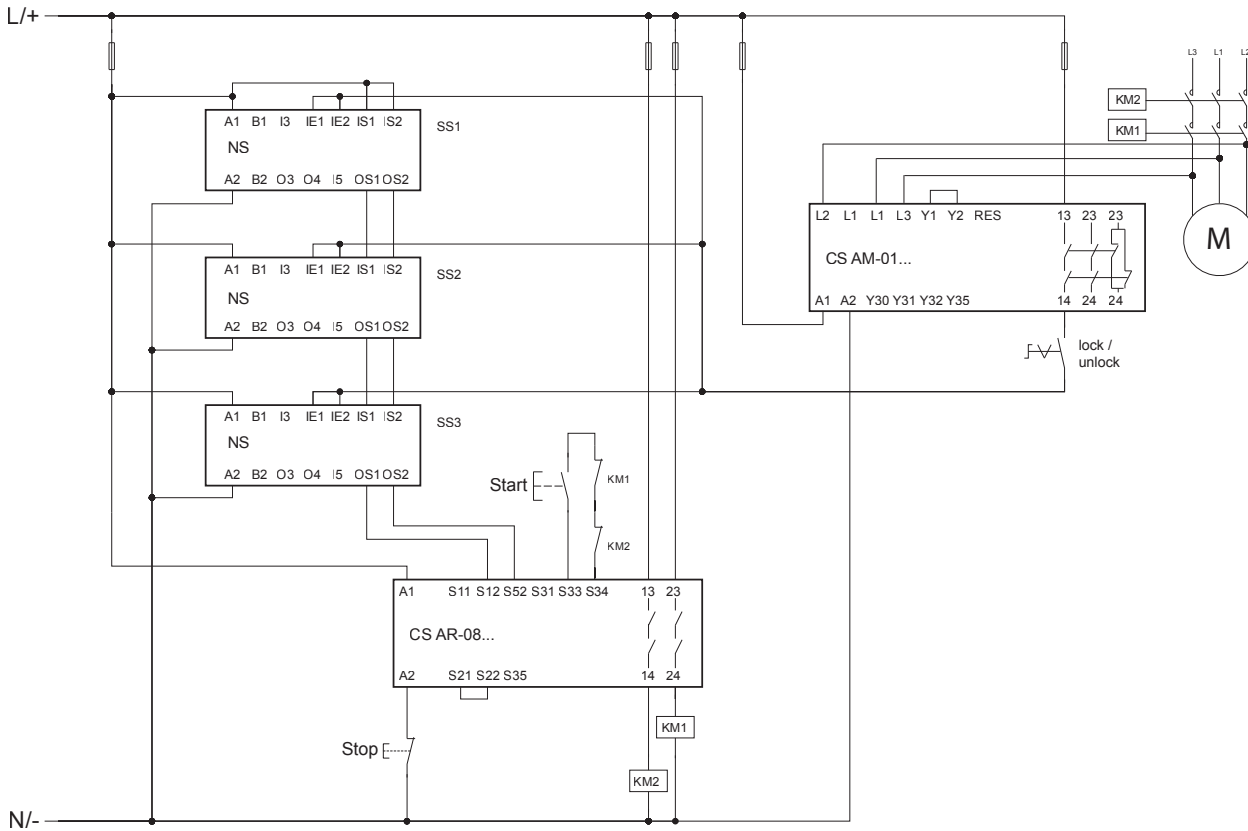 L/+
L3 L1 L2
KM2
KM1
A1 B1 I3 IE1 IE2 IS1 IS2
SS1
NS
A2 B2 O3 O4 I5 OS1 OS2
L2 L1 L1 L3 Y1 Y2 RES 13 23 23
M
CS AM-01...
A1 A2 Y30 Y31 Y32 Y35 14 24 24
A1 B1 I3 IE1 IE2 IS1 IS2
SS2
NS
A2 B2 O3 O4 I5 OS1 OS2
lock /
unlock
A1 B1 I3 IE1 IE2 IS1 IS2
SS3
NS
A2 B2 O3 O4 I5 OS1 OS2
Start
KM1
KM2
A1 S11 S12 S52 S31 S33 S34 13 23
CS AR-08...
A2 S21 S22 S35 14 24
KM1
Stop
KM2
N/-